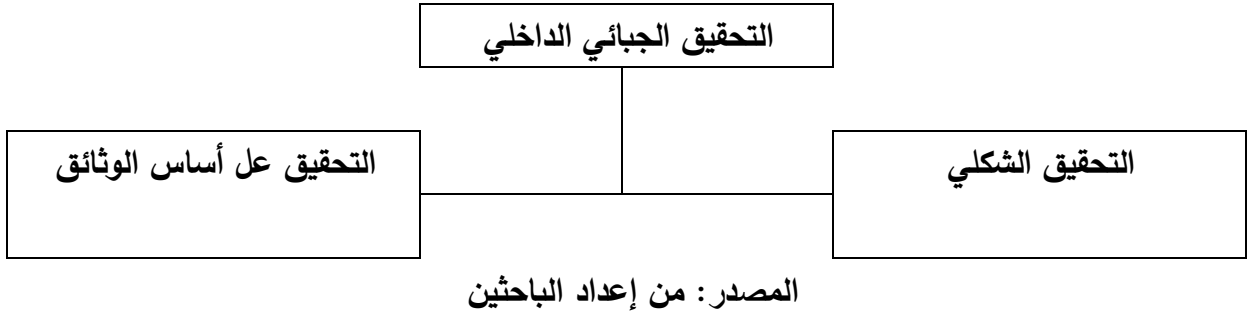 التحقيق الجبائي الداخلي
التحقيق الشكلي
التحقيق عل أساس الوثائق
المصدر: من إعداد الباحثين